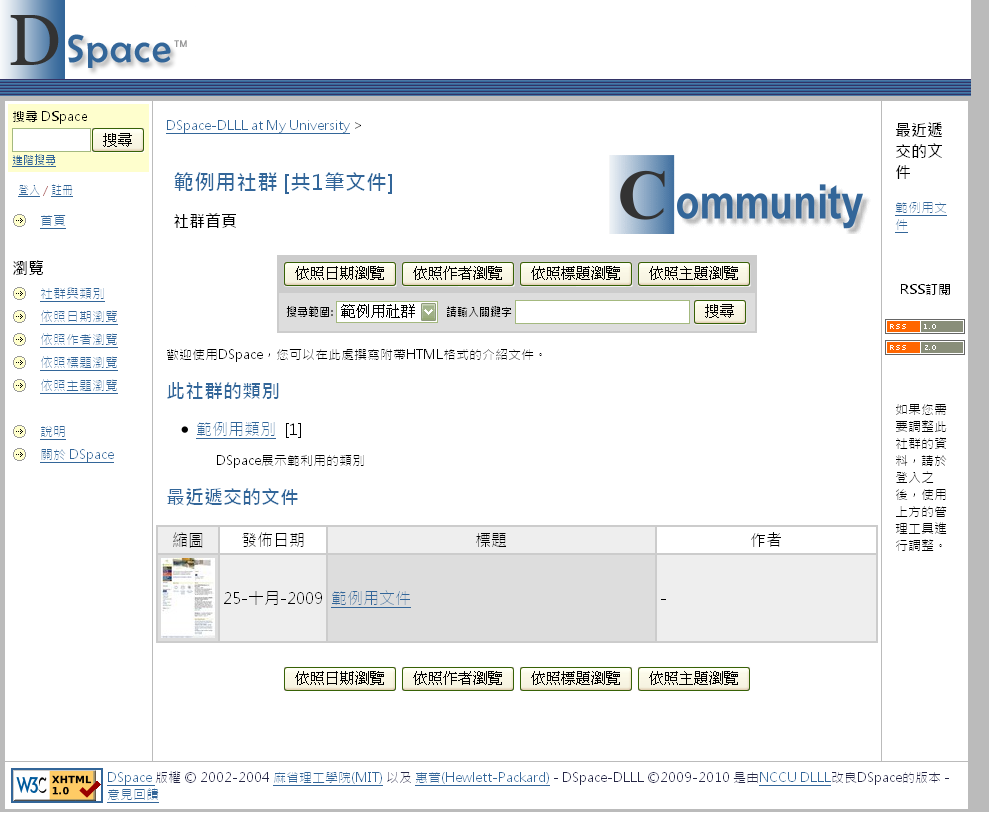 DSpace™
搜尋 DSpace
搜尋
進階搜尋
登入 / 註冊
首頁
瀏覽
社群與類別
依照日期瀏覽
依照作者瀏覽
依照標題瀏覽
依照主題瀏覽
說明
關於 DSpace
DSpace-DLLL at My University >
範例用社群 [共1筆文件]
社群首頁
Community
依照日期瀏覽 依照作者瀏覽 依照標題瀏覽 依照主題瀏覽
搜尋範圍: 範例用社群 請輸入關鍵字 搜尋
歡迎使用DSpace，您可以在此處撰寫附帶HTML格式的介紹文件。
此社群的類別
• 範例用類別 [1]
DSpace展示範利用的類別
最近遞交的文件
縮圖 發佈日期 標題 作者
25-十月-2009 範例用文件 -
依照日期瀏覽 依照作者瀏覽 依照標題瀏覽 依照主題瀏覽
最近遞
交的文
件
範例用文
件
RSS訂閱
RSS 1.0
RSS 2.0
如果您需
要調整此
社群的資
料，請於
登入之
後，使用
上方的管
理工具進
行調整。
W3C XHTML 1.0
DSpace 版權 © 2002-2004 麻省理工學院(MIT) 以及 惠普(Hewlett-Packard) - DSpace-DLLL ©2009-2010 是由NCCU DLLL改良DSpace的版本 -
意見回饋